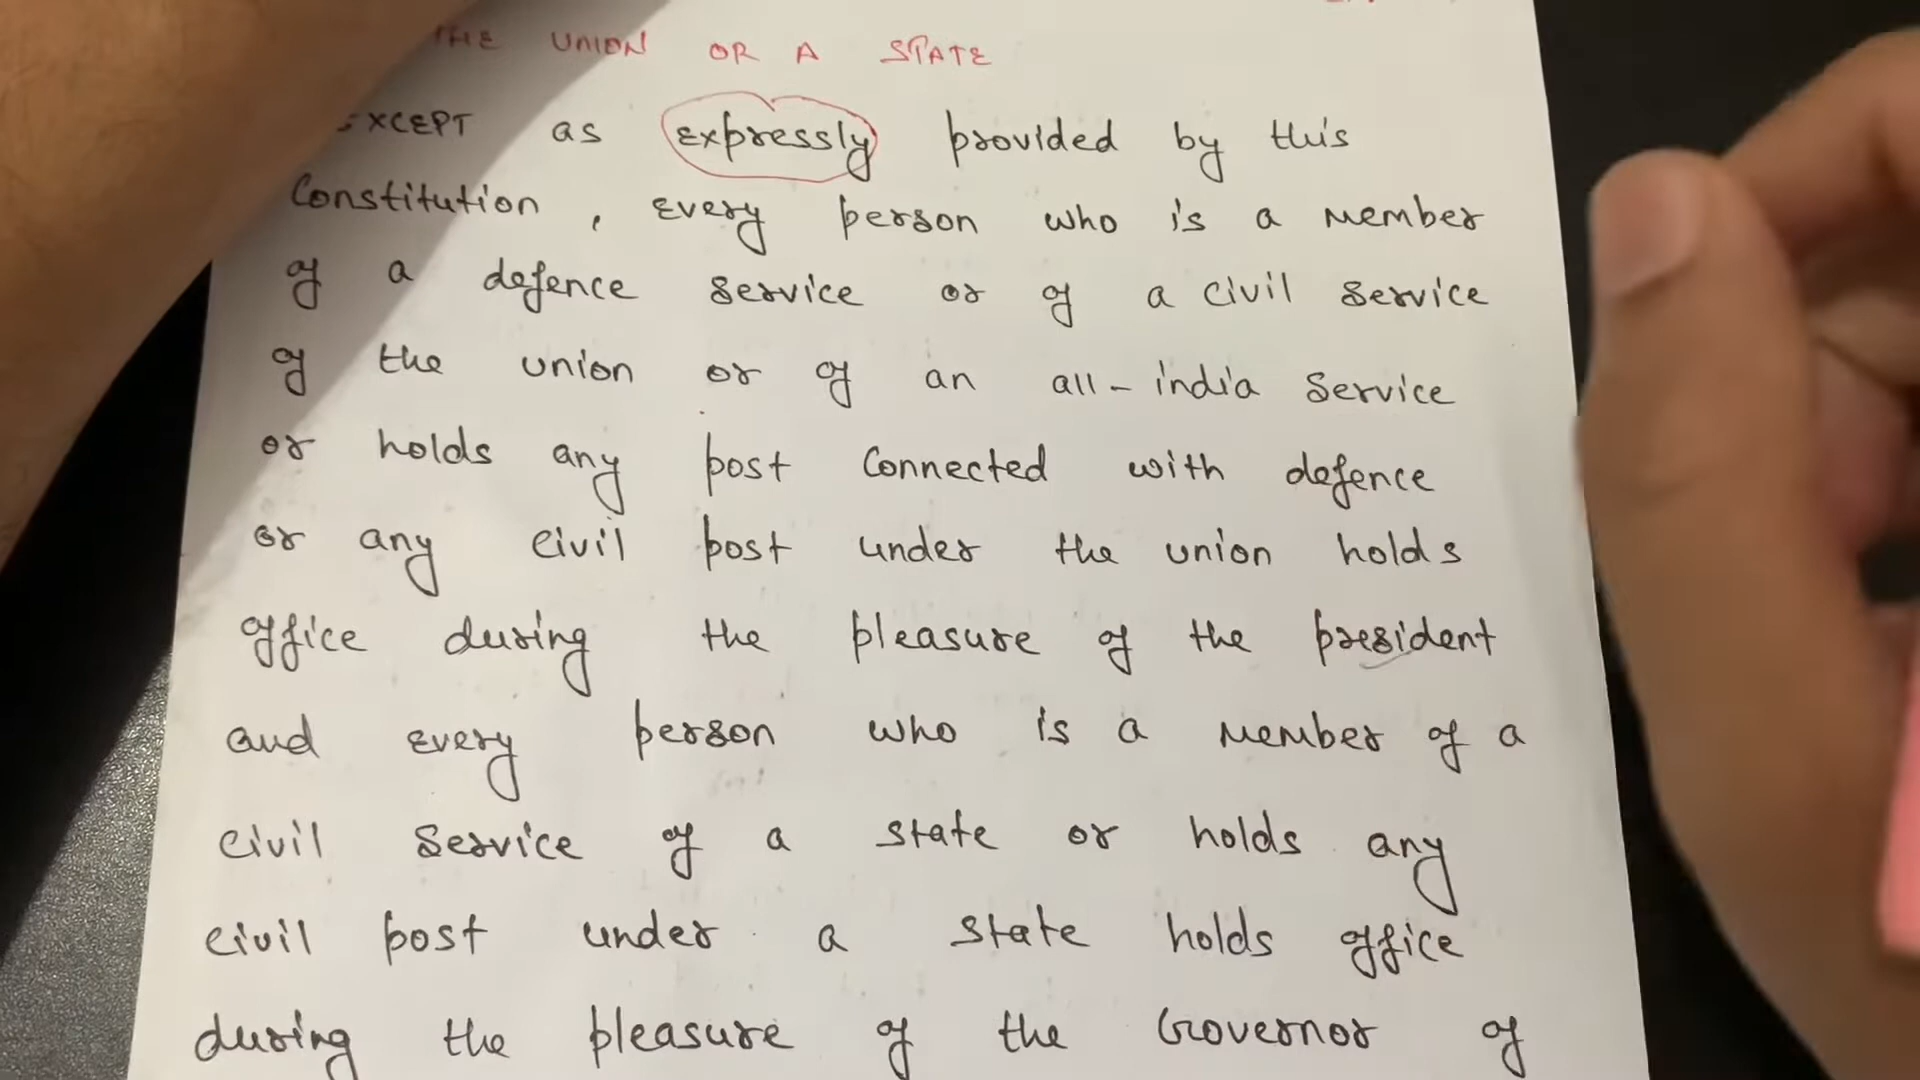 THE UNION OR A STATE
EXCEPT as expressly provided by this
Constitution, every person who is a member
of a defence service or of a civil service
of the union or of an all-india service
or holds any post connected with defence
or any civil post under the union holds
office during the pleasure of the president
and every person who is a member of a
civil service of a state or holds any
civil post under a state holds office
during the pleasure of the Governor of